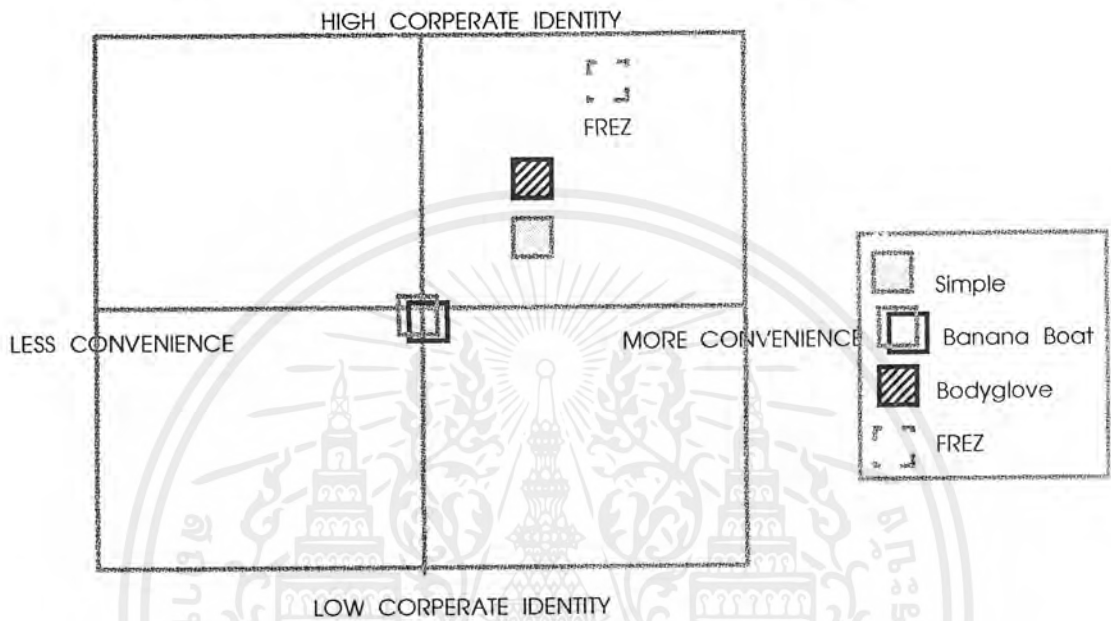 HIGH CORPERATE IDENTITY
FREZ
LESS CONVENIENCE
MORE CONVENIENCE
Simple
Banana Boat
Bodyglove
FREZ
LOW CORPERATE IDENTITY